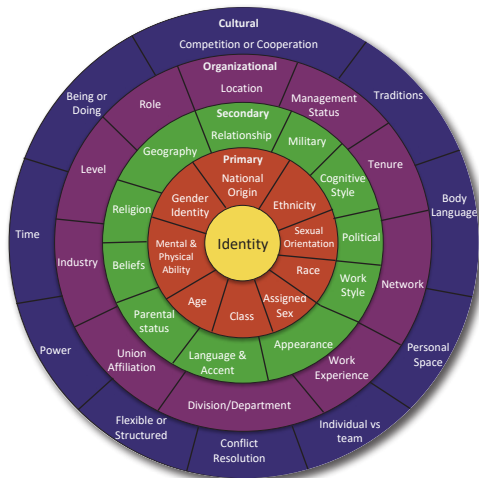 Cultural
Competition or Cooperation
Traditions
Body
Language
Personal
Space
Individual vs
team
Conflict
Resolution
Flexible or
Structured
Power
Time
Being or
Doing
Organizational
Location
Management
Status
Tenure
Network
Work
Experience
Division/Department
Union
Affiliation
Industry
Level
Role
Secondary
Relationship
Military
Cognitive
Style
Political
Work
Style
Appearance
Language &
Accent
Parental
status
Beliefs
Religion
Geography
Primary
National
Origin
Ethnicity
Sexual
Orientation
Race
Assigned
Sex
Class
Age
Mental &
Physical
Ability
Gender
Identity
Identity